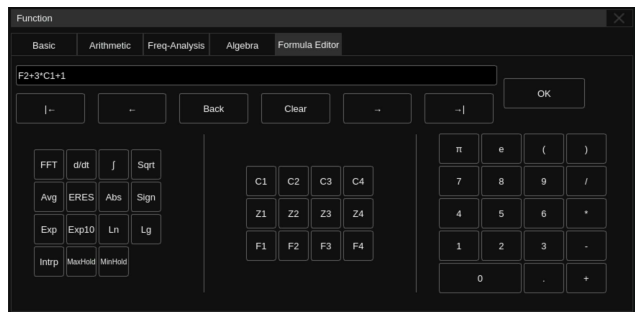 Function
Basic Arithmetic Freq-Analysis Algebra Formula Editor
F2+3*C1+1
OK
|← ← Back Clear → →|
π e ( )
FFT d/dt ∫ Sqrt
C1 C2 C3 C4
7 8 9 /
Avg ERES Abs Sign
Z1 Z2 Z3 Z4
4 5 6 *
Exp Exp10 Ln Lg
F1 F2 F3 F4
1 2 3 -
Intrp MaxHold MinHold
0 . +